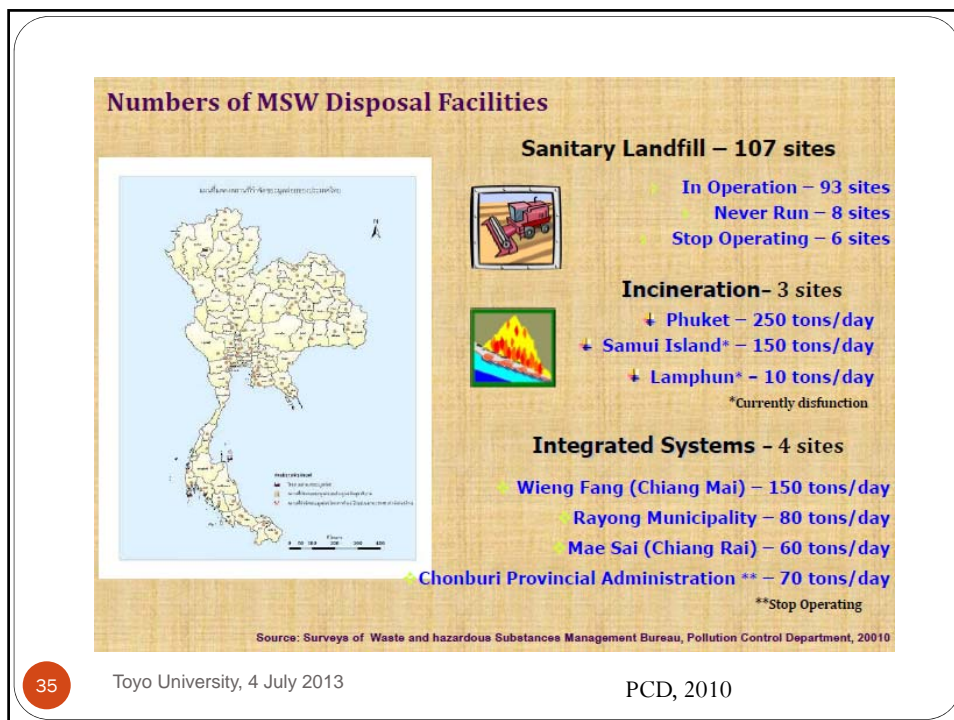 Numbers of MSW Disposal Facilities
Sanitary Landfill – 107 sites
In Operation – 93 sites
Never Run – 8 sites
Stop Operating – 6 sites
Incineration– 3 sites
Phuket – 250 tons/day
Samui Island* – 150 tons/day
Lamphun* – 10 tons/day
*Currently disfunction
Integrated Systems - 4 sites
Wieng Fang (Chiang Mai) – 150 tons/day
Rayong Municipality – 80 tons/day
Mae Sai (Chiang Rai) – 60 tons/day
Chonburi Provincial Administration ** – 70 tons/day
**Stop Operating
Source: Surveys of Waste and hazardous Substances Management Bureau, Pollution Control Department, 20010
35
Toyo University, 4 July 2013
PCD, 2010